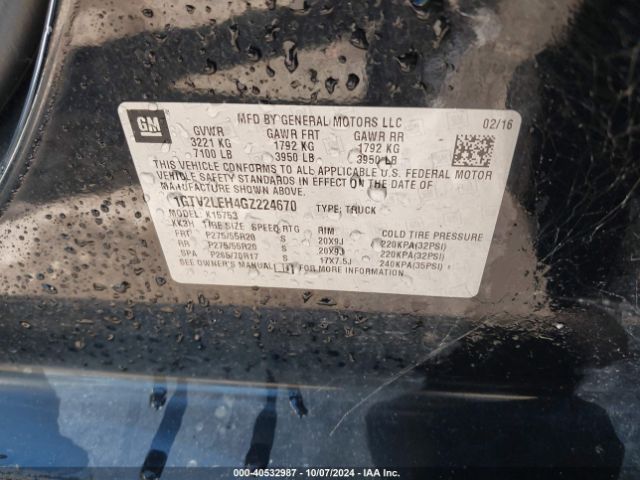 GM
MFD BY GENERAL MOTORS LLC 02/16
GVWR GAWR FRT GAWR RR
3221 KG 1792 KG 1792 KG
7100 LB 3950 LB 3950 LB
THIS VEHICLE CONFORMS TO ALL APPLICABLE U.S. FEDERAL MOTOR
VEHICLE SAFETY STANDARDS IN EFFECT ON THE DATE OF
MANUFACTURE SHOWN ABOVE.
1GTV2LEH4GZ224670 TYPE: TRUCK
MODEL: K15753
KK3H TIRE SIZE SPEED RTG RIM COLD TIRE PRESSURE
FRT P275/55R20 S 20X9J 220KPA(32PSI)
RR P275/55R20 S 20X9J 220KPA(32PSI)
SPA P265/70R17 S 17X7.5J 240KPA(35PSI)
SEE OWNER'S MANUAL FOR MORE INFORMATION
000-40532987 - 10/07/2024 - IAA Inc.